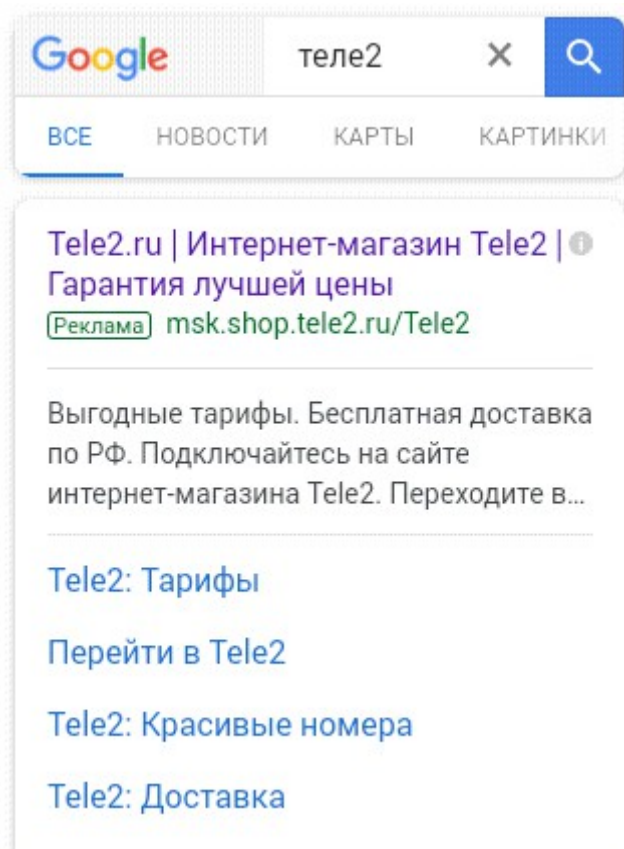 Google теле2
ВСЕ НОВОСТИ КАРТЫ КАРТИНКИ
Tele2.ru | Интернет-магазин Tele2 |
Гарантия лучшей цены
Реклама msk.shop.tele2.ru/Tele2
Выгодные тарифы. Бесплатная доставка
по РФ. Подключайтесь на сайте
интернет-магазина Tele2. Переходите в...
Tele2: Тарифы
Перейти в Tele2
Tele2: Красивые номера
Tele2: Доставка